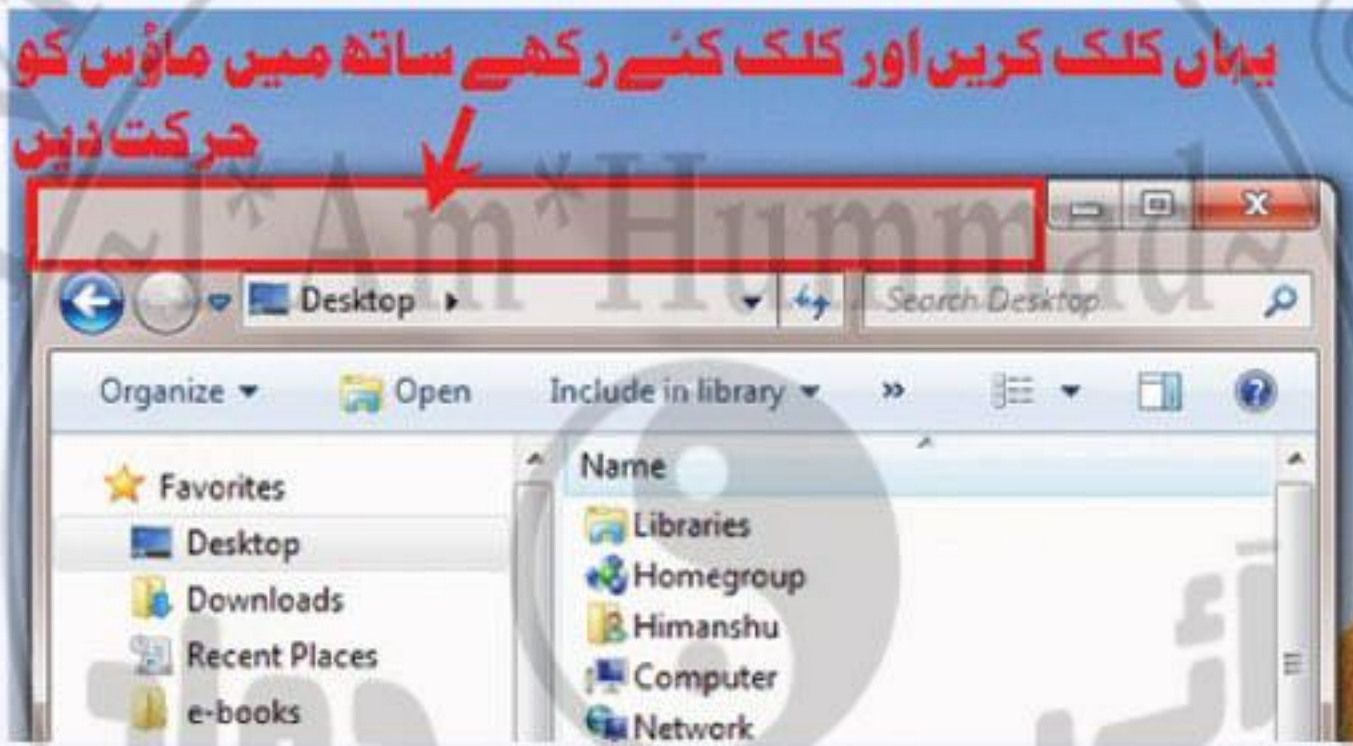 یہاں کلک کریں اور کلک کئے رکھے ساتھ میں ماؤس کو
حرکت دیں
~I*Am*Hummad~
Desktop
Search Desktop
Organize Open Include in library »
Favorites
Desktop
Downloads
Recent Places
e-books
Name
Libraries
Homegroup
Himanshu
Computer
Network